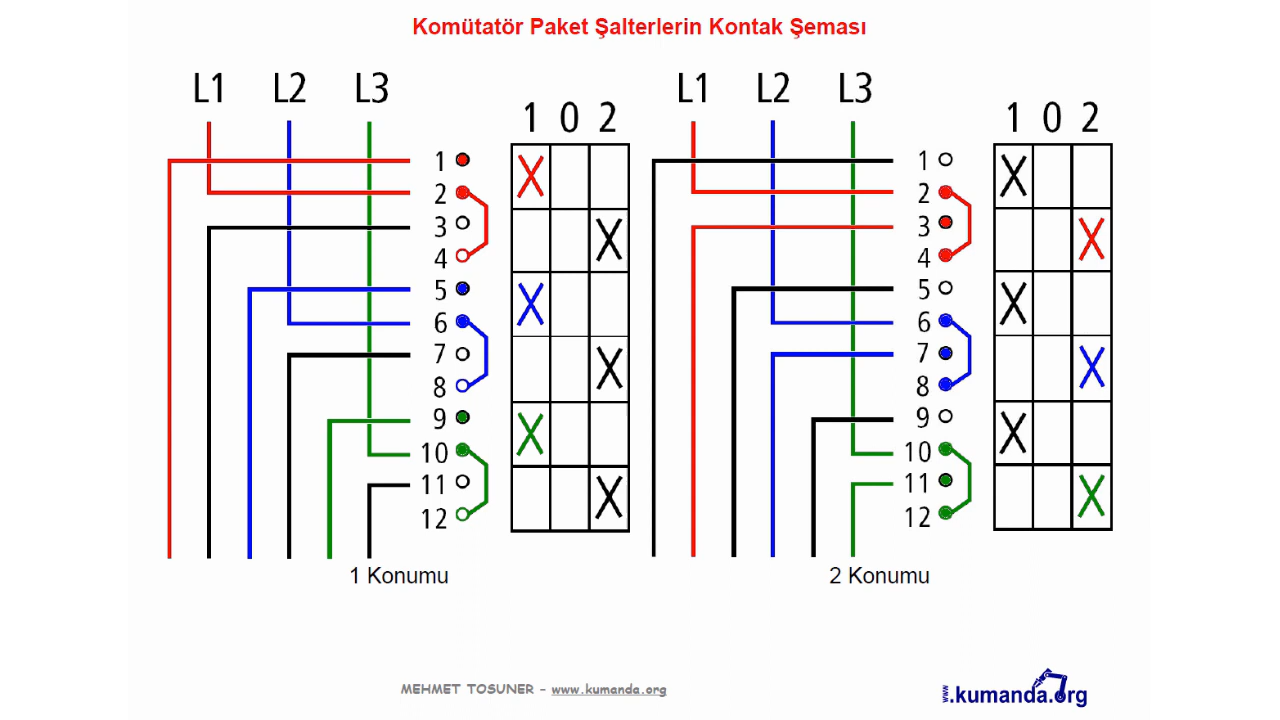 Komütatör Paket Şalterlerin Kontak Şeması
L1 L2 L3
1 0 2
1 X
2
3 X
4
5 X
6
7 X
8
9 X
10
11 X
12
1 Konumu
L1 L2 L3
1 0 2
1 X
2
3 X
4
5 X
6
7 X
8
9 X
10
11 X
12
2 Konumu
MEHMET TOSUNER - www.kumanda.org
www.kumanda.org